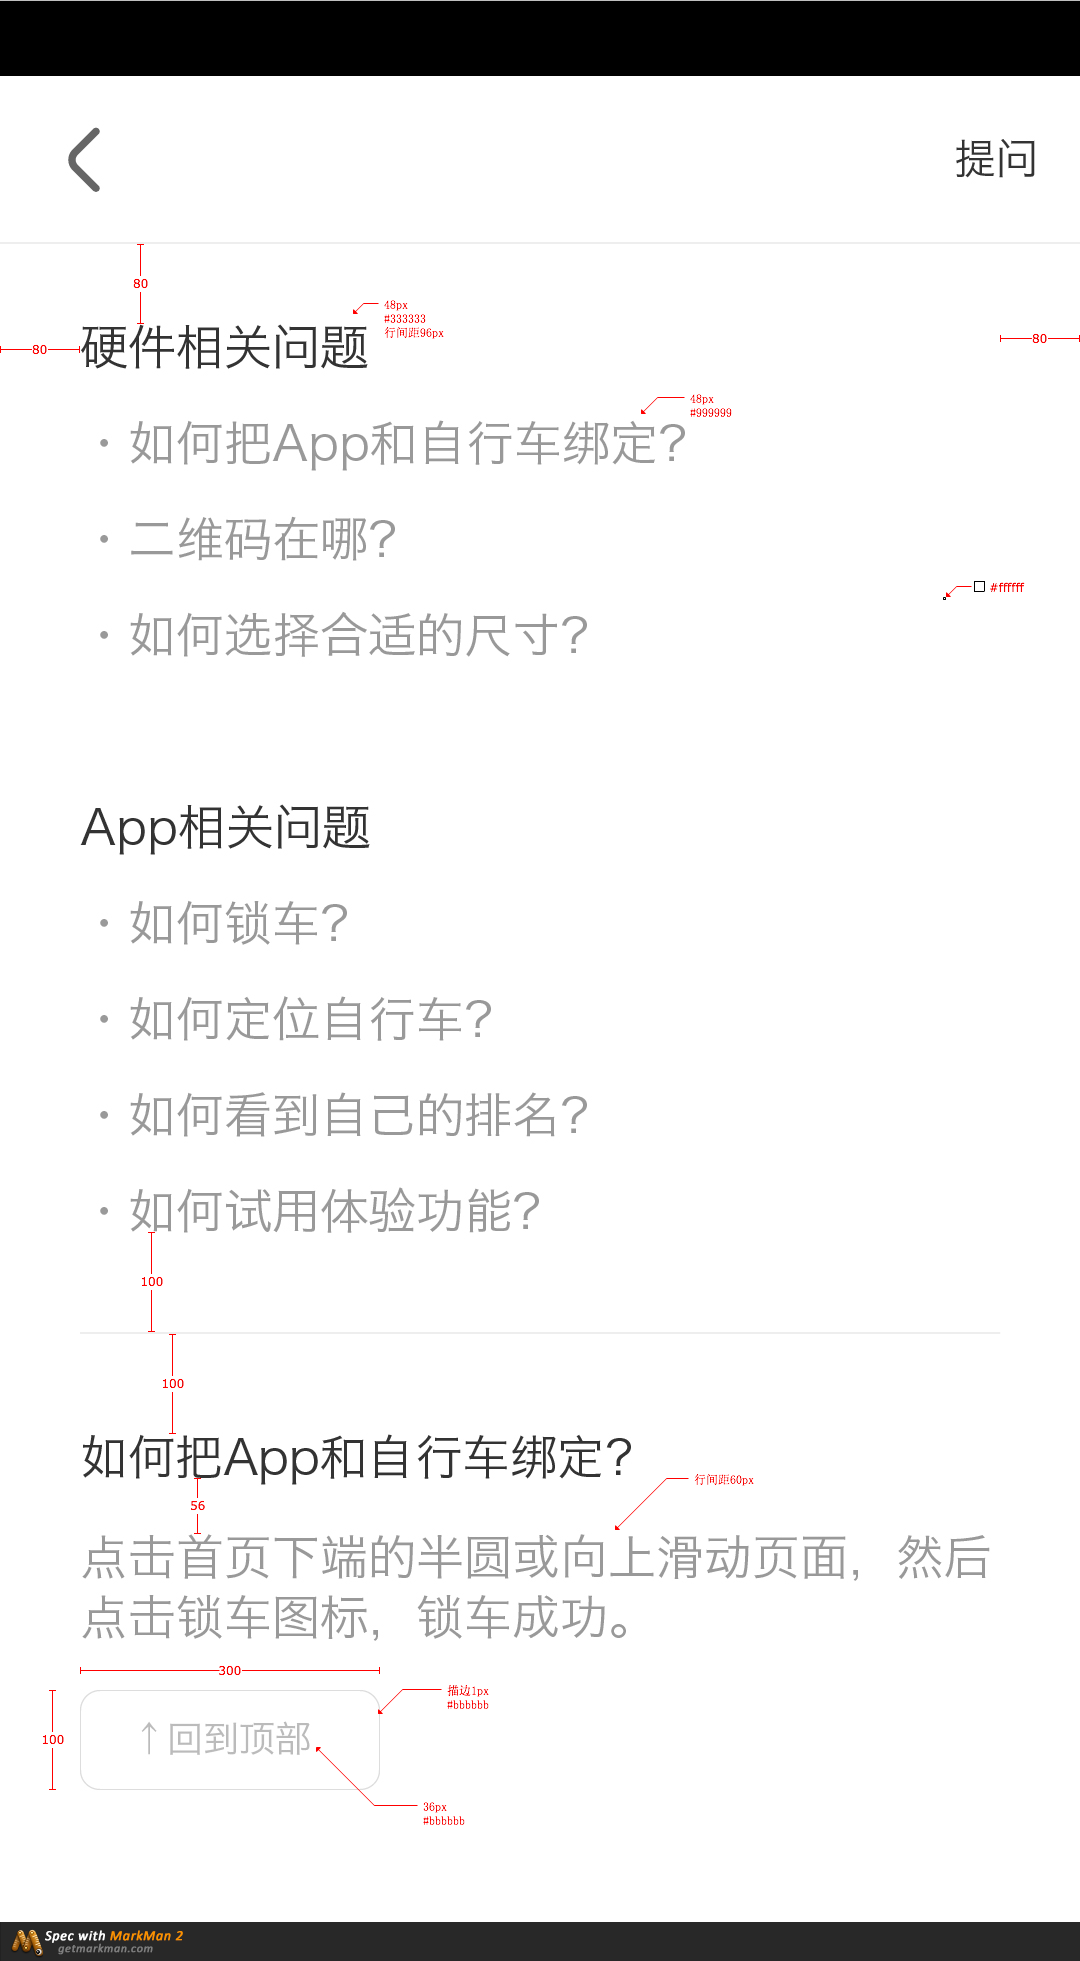 提问
80
48px
#333333
行间距96px
80
80
硬件相关问题
48px
#999999
· 如何把App和自行车绑定?
· 二维码在哪?
#ffffff
· 如何选择合适的尺寸?
App相关问题
· 如何锁车?
· 如何定位自行车?
· 如何看到自己的排名?
· 如何试用体验功能?
100
100
如何把App和自行车绑定?
行间距60px
56
点击首页下端的半圆或向上滑动页面，然后
点击锁车图标，锁车成功。
300
描边1px
#bbbbbb
100
↑回到顶部
36px
#bbbbbb
Spec with MarkMan 2
getmarkman.com